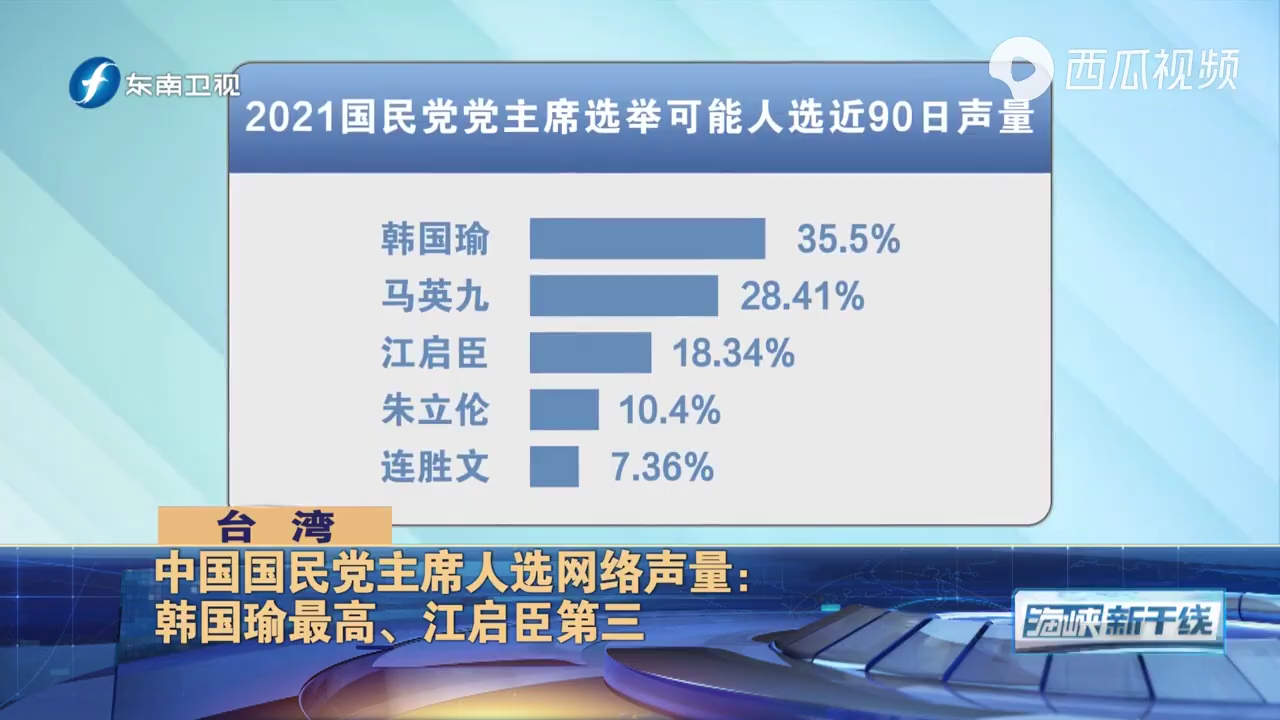 东南卫视
西瓜视频
2021国民党党主席选举可能人选近90日声量
韩国瑜 35.5%
马英九 28.41%
江启臣 18.34%
朱立伦 10.4%
连胜文 7.36%
台 湾
中国国民党主席人选网络声量：
韩国瑜最高、江启臣第三
海峡新干线